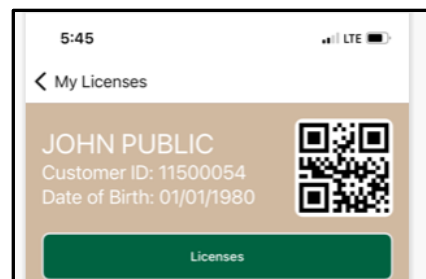 5:45
LTE
My Licenses
JOHN PUBLIC
Customer ID: 11500054
Date of Birth: 01/01/1980
Licenses